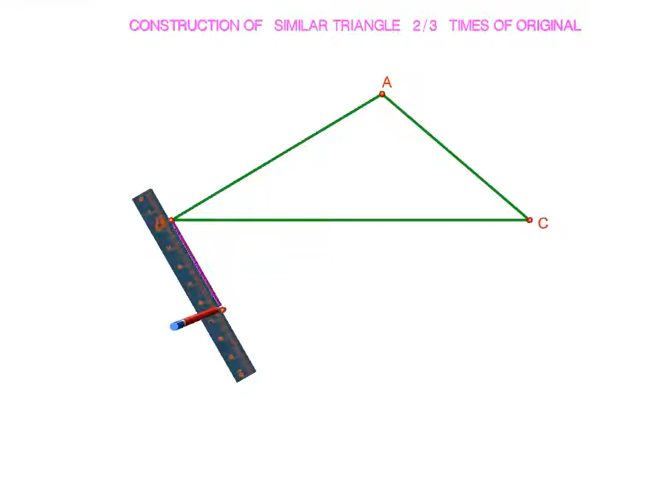 CONSTRUCTION OF SIMILAR TRIANGLE 2/3 TIMES OF ORIGINAL
A
B
C